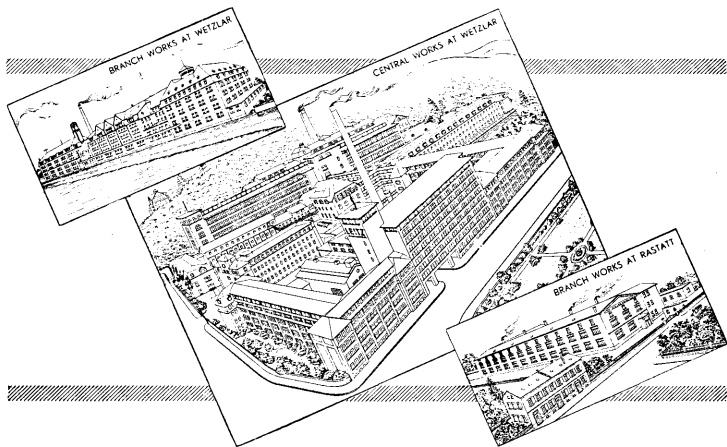 BRANCH WORKS AT WETZLAR
CENTRAL WORKS AT WETZLAR
BRANCH WORKS AT RASTATT